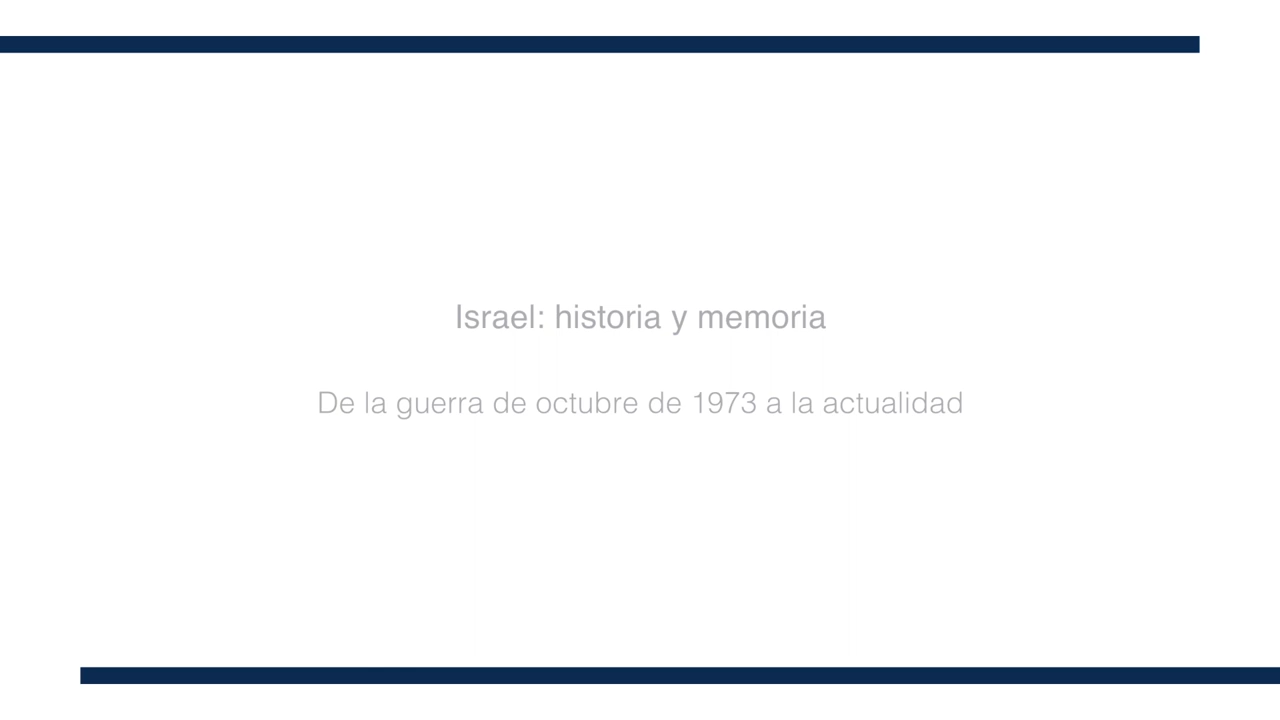 Israel: historia y memoria
De la guerra de octubre de 1973 a la actualidad